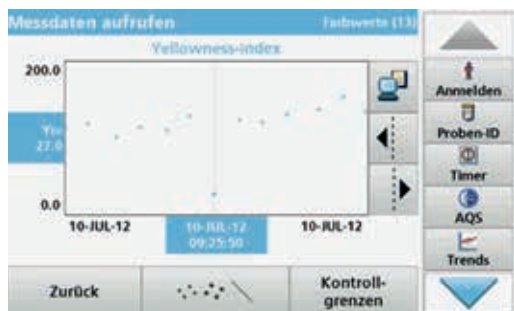 Messdaten aufrufen
Farbwerte (13)
Yellowness-Index
200.0
YI=
27.0
0.0
10-JUL-12
10-JUL-12
09:25:50
10-JUL-12
Zurück
Kontroll-
grenzen
Anmelden
Proben-ID
Timer
AQS
Trends